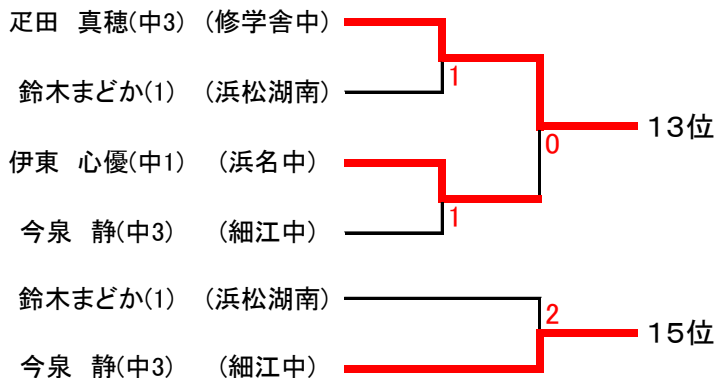 疋田　真穂(中3)　(修学舎中)
1
鈴木まどか(1)　(浜松湖南)
13位
0
伊東　心優(中1)　(浜名中)
1
今泉　静(中3)　(細江中)
鈴木まどか(1)　(浜松湖南)
2
15位
今泉　静(中3)　(細江中)